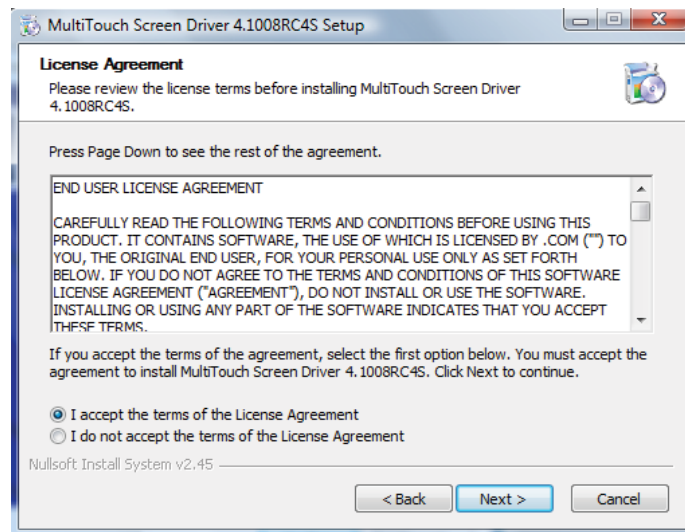 MultiTouch Screen Driver 4.1008RC4S Setup
License Agreement
Please review the license terms before installing MultiTouch Screen Driver
4.1008RC4S.
Press Page Down to see the rest of the agreement.
END USER LICENSE AGREEMENT
CAREFULLY READ THE FOLLOWING TERMS AND CONDITIONS BEFORE USING THIS
PRODUCT. IT CONTAINS SOFTWARE, THE USE OF WHICH IS LICENSED BY .COM ("") TO
YOU, THE ORIGINAL END USER, FOR YOUR PERSONAL USE ONLY AS SET FORTH
BELOW. IF YOU DO NOT AGREE TO THE TERMS AND CONDITIONS OF THIS SOFTWARE
LICENSE AGREEMENT ("AGREEMENT"), DO NOT INSTALL OR USE THE SOFTWARE.
INSTALLING OR USING ANY PART OF THE SOFTWARE INDICATES THAT YOU ACCEPT
THESE TERMS.
If you accept the terms of the agreement, select the first option below. You must accept the
agreement to install MultiTouch Screen Driver 4.1008RC4S. Click Next to continue.
I accept the terms of the License Agreement
I do not accept the terms of the License Agreement
Nullsoft Install System v2.45
< Back Next > Cancel